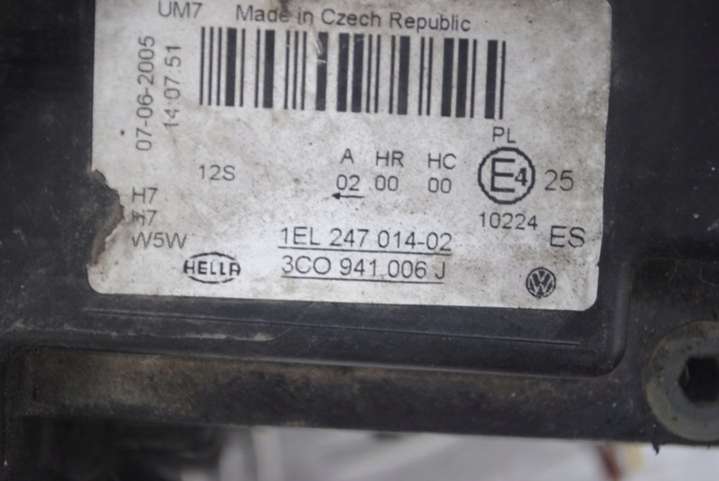 UM7 Made in Czech Republic
07-06-2005
14:07:51
PL
12S
A HR HC
02 00 00
E4 25
H7
H7
W5W
10224
1EL 247 014-02
ES
HELLA
3CO 941.006 J
VW